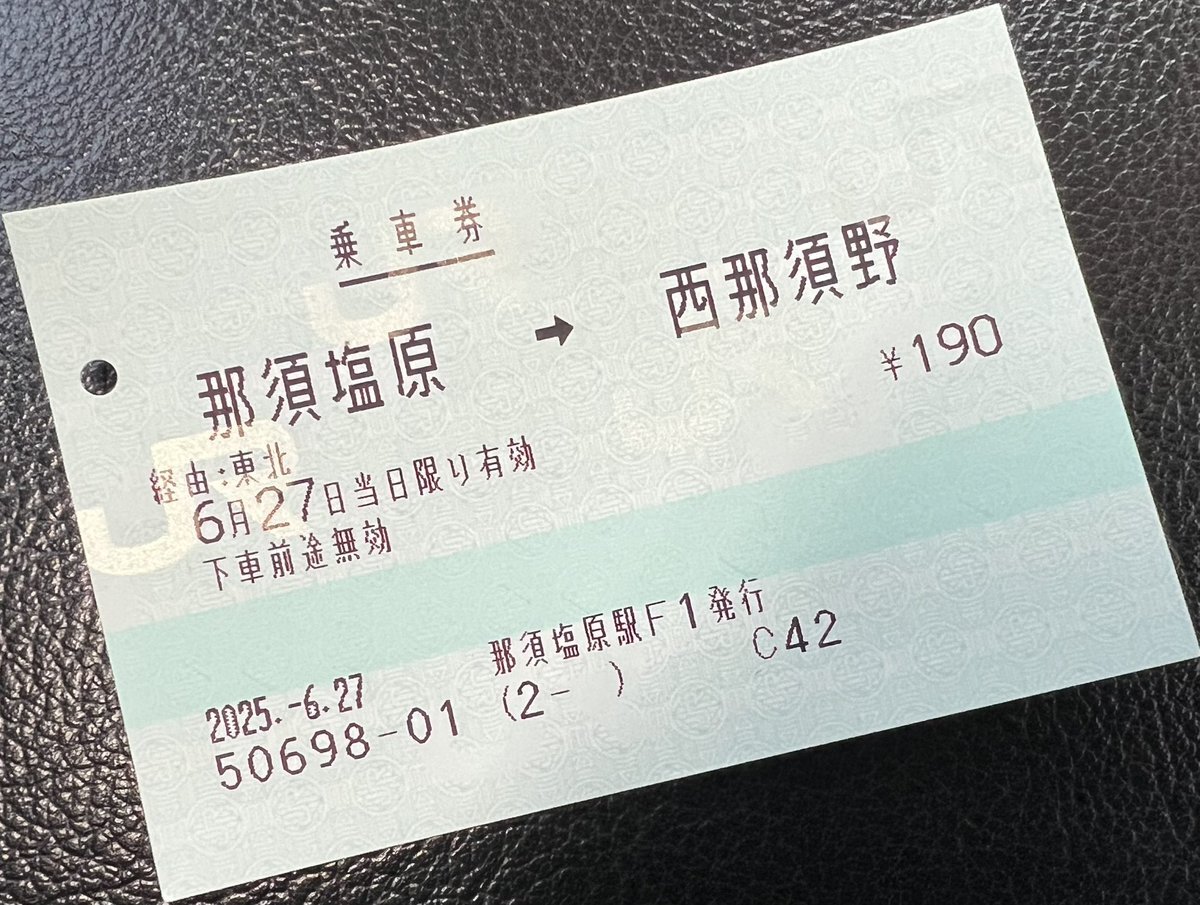 乗車券
那須塩原 → 西那須野
¥190
経由:東北
6月27日当日限り有効
下車前途無効
那須塩原駅F1発行
2025.-6.27 (2- ) C42
50698-01
JR